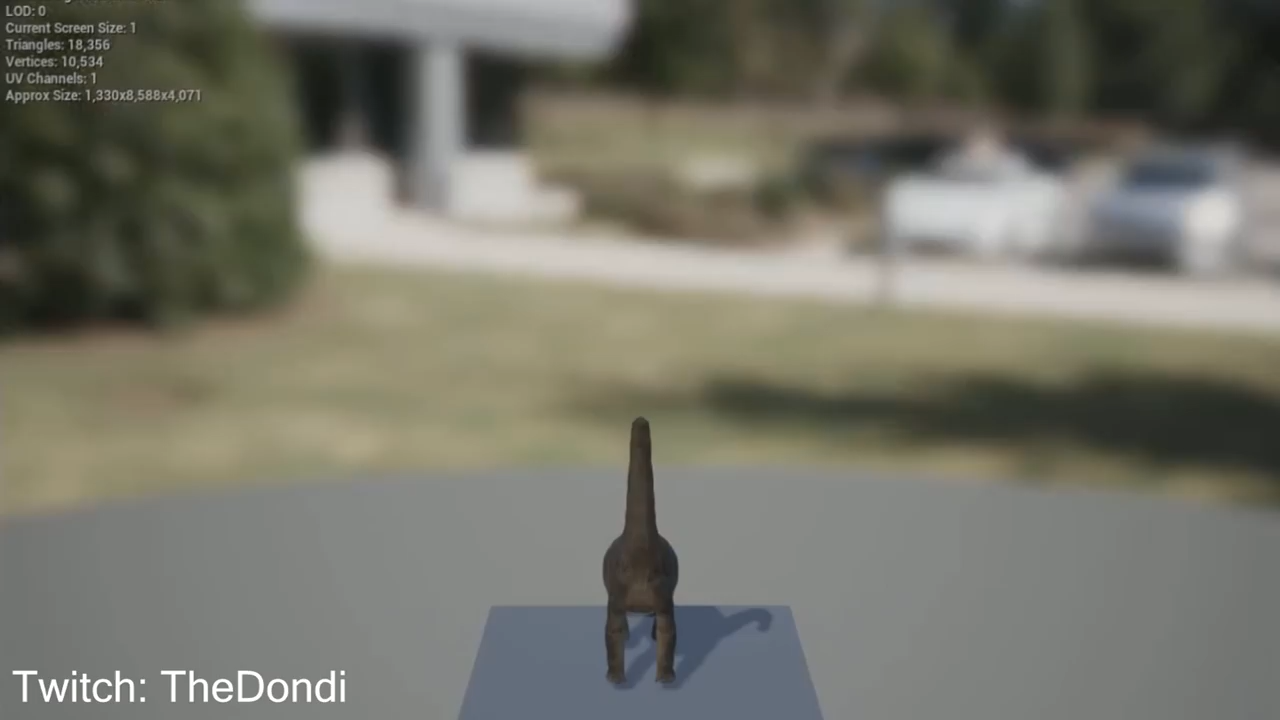 LOD: 0
Current Screen Size: 1
Triangles: 18,356
Vertices: 10,534
UV Channels: 1
Approx Size: 1,330x8,588x4,071
Twitch: TheDondi